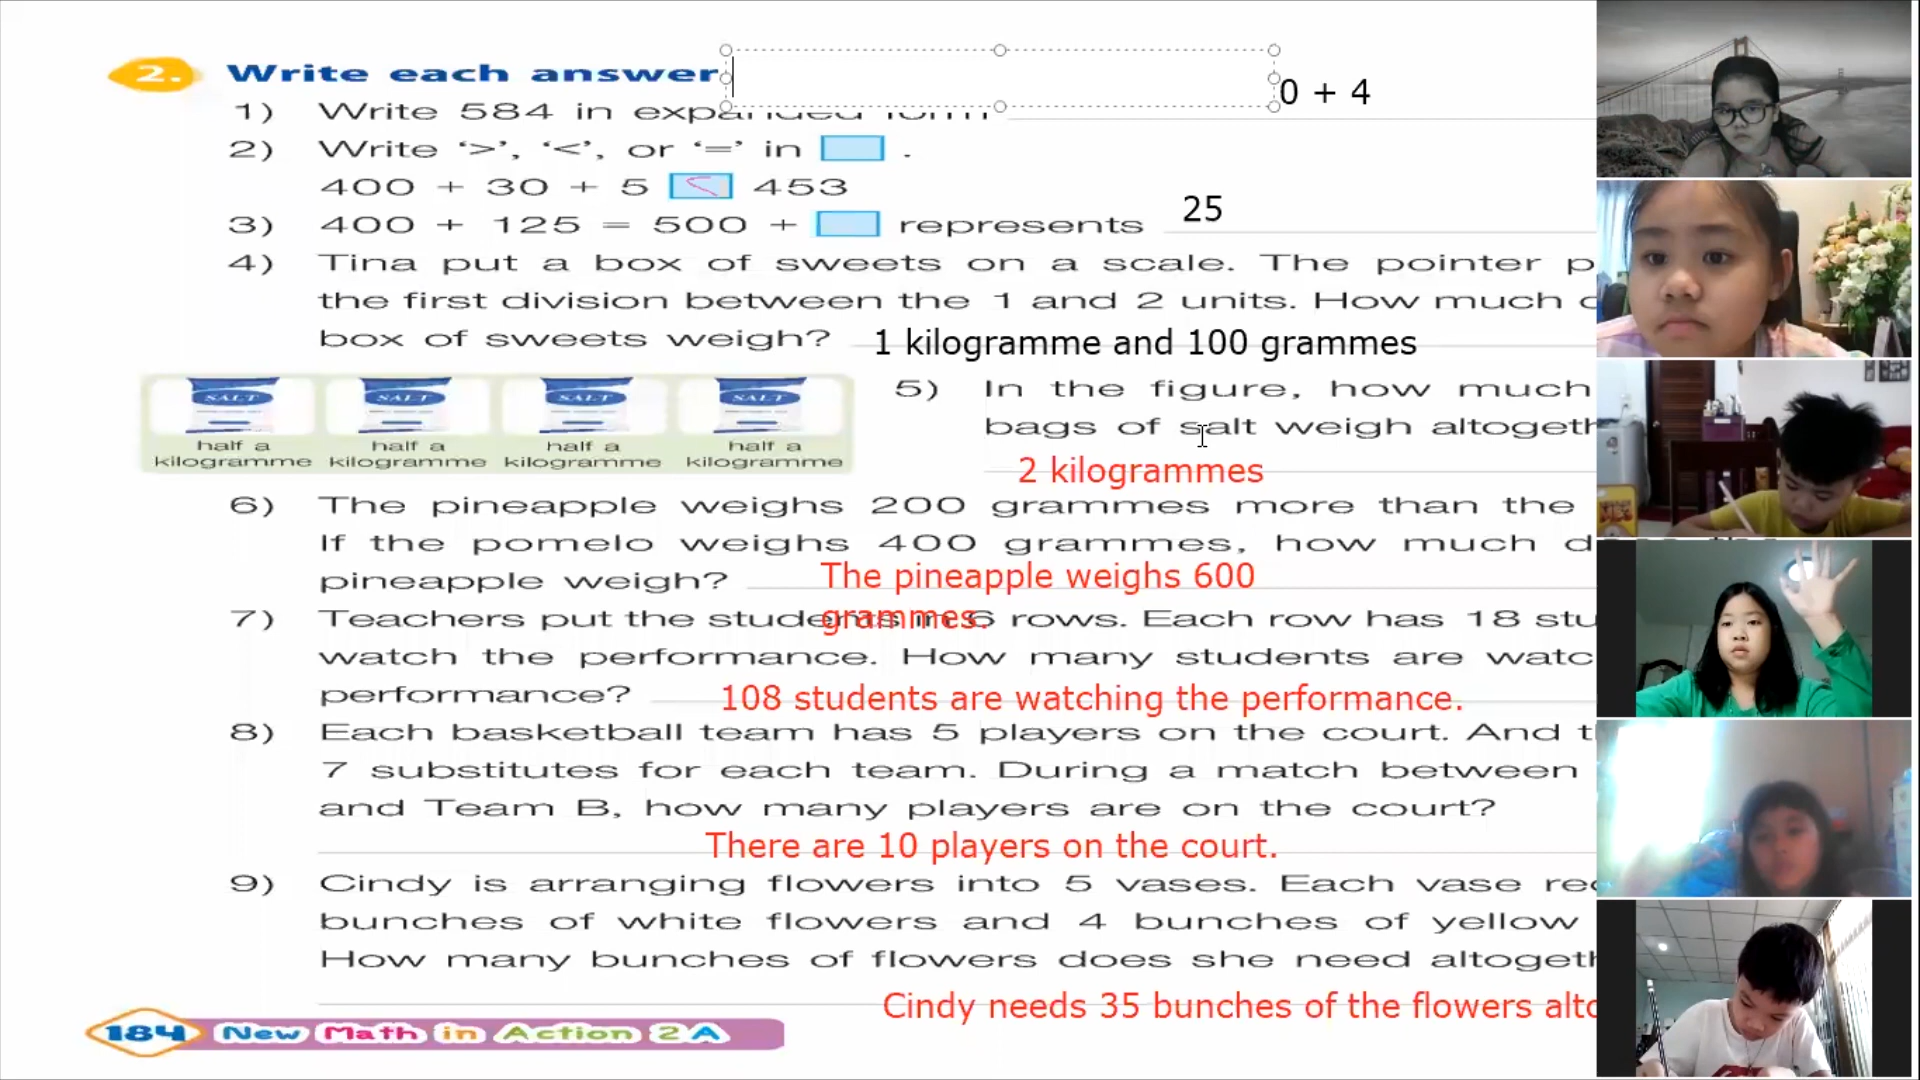 2. Write each answer
0 + 4
1) Write 584 in expanded form
2) Write ‘>’, ‘<’, or ‘=’ in .
400 + 30 + 5 < 453
3) 400 + 125 = 500 + represents 25
4) Tina put a box of sweets on a scale. The pointer p
the first division between the 1 and 2 units. How much
box of sweets weigh? 1 kilogramme and 100 grammes
SALT SALT SALT SALT
half a half a half a half a
kilogramme kilogramme kilogramme kilogramme
5) In the figure, how much
bags of salt weigh altogeth
2 kilogrammes
6) The pineapple weighs 200 grammes more than the
If the pomelo weighs 400 grammes, how much d
pineapple weigh? The pineapple weighs 600
grammes.
7) Teachers put the students in 6 rows. Each row has 18 stu
watch the performance. How many students are watc
performance? 108 students are watching the performance.
8) Each basketball team has 5 players on the court. And t
7 substitutes for each team. During a match between
and Team B, how many players are on the court?
There are 10 players on the court.
9) Cindy is arranging flowers into 5 vases. Each vase re
bunches of white flowers and 4 bunches of yellow
How many bunches of flowers does she need altogeth
Cindy needs 35 bunches of the flowers alto
184 New Math in Action 2A